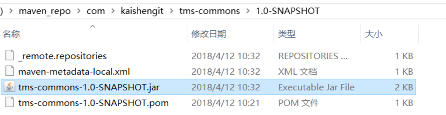 ) › maven_repo › com › kaishengit › tms-commons › 1.0-SNAPSHOT
名称 修改日期 类型 大小
_remote.repositories 2018/4/12 10:32 REPOSITORIES ... 1 KB
maven-metadata-local.xml 2018/4/12 10:32 XML 文档 1 KB
tms-commons-1.0-SNAPSHOT.jar 2018/4/12 10:32 Executable Jar File 2 KB
tms-commons-1.0-SNAPSHOT.pom 2018/4/12 10:21 POM 文件 1 KB